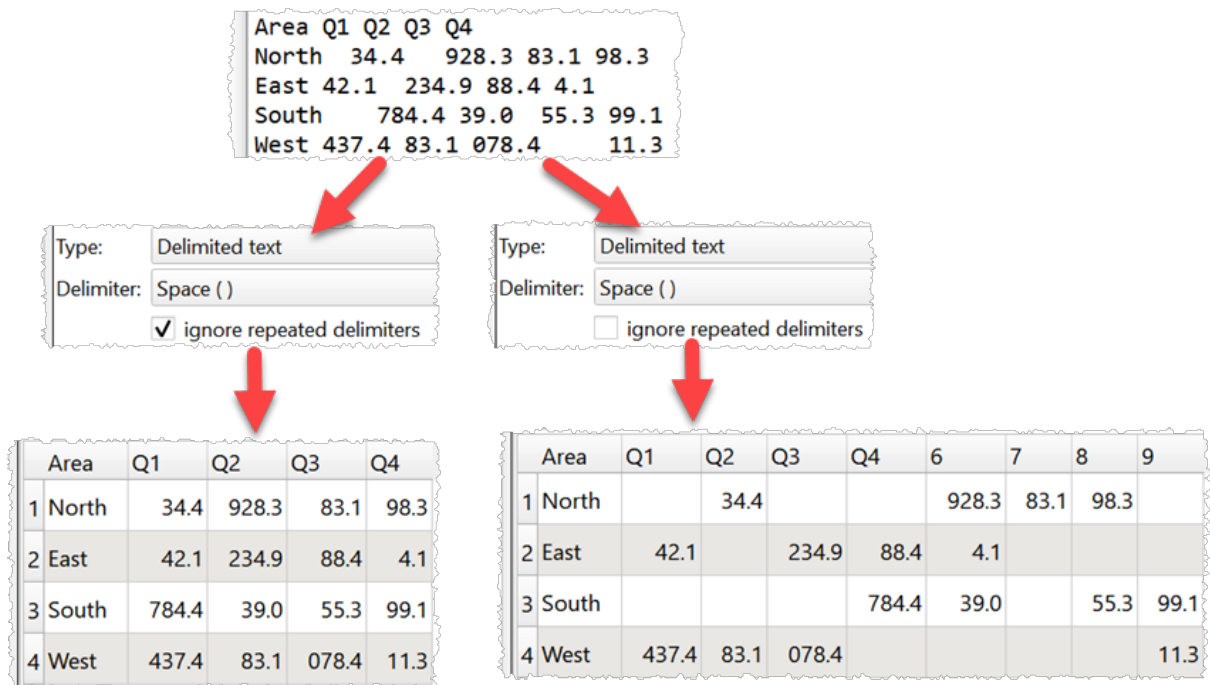 Area Q1 Q2 Q3 Q4
North  34.4   928.3 83.1 98.3
East 42.1  234.9 88.4 4.1
South    784.4 39.0  55.3 99.1
West 437.4 83.1 078.4     11.3
Type: Delimited text
Delimiter: Space ( )
ignore repeated delimiters
Type: Delimited text
Delimiter: Space ( )
ignore repeated delimiters
Area Q1 Q2 Q3 Q4
1 North 34.4 928.3 83.1 98.3
2 East 42.1 234.9 88.4 4.1
3 South 784.4 39.0 55.3 99.1
4 West 437.4 83.1 078.4 11.3
Area Q1 Q2 Q3 Q4 6 7 8 9
1 North 34.4 928.3 83.1 98.3
2 East 42.1 234.9 88.4 4.1
3 South 784.4 39.0 55.3 99.1
4 West 437.4 83.1 078.4 11.3